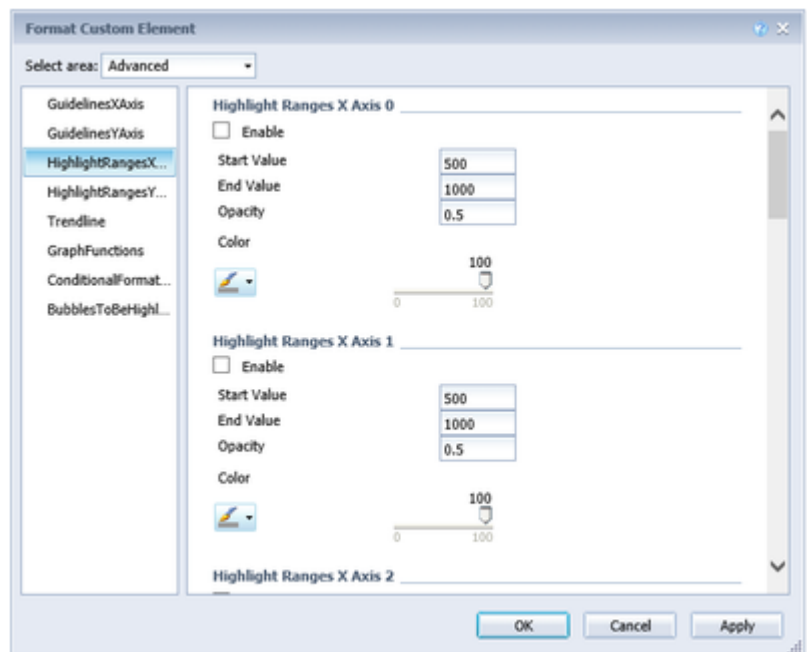 Format Custom Element
Select area: Advanced
GuidelinesXAxis
GuidelinesYAxis
HighlightRangesX...
HighlightRangesY...
Trendline
GraphFunctions
ConditionalFormat...
BubblesToBeHighl...
Highlight Ranges X Axis 0
Enable
Start Value 500
End Value 1000
Opacity 0.5
Color
100
0 100
Highlight Ranges X Axis 1
Enable
Start Value 500
End Value 1000
Opacity 0.5
Color
100
0 100
Highlight Ranges X Axis 2
OK Cancel Apply